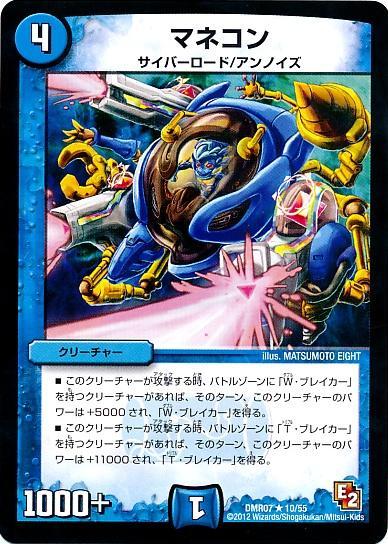 4
マネコン
サイバーロード/アンノイズ
クリーチャー
illus. MATSUMOTO EIGHT
■このクリーチャーが攻撃する時、バトルゾーンに「W・ブレイカー」
を持つクリーチャーがあれば、そのターン、このクリーチャーのパ
ワーは+5000され、「W・ブレイカー」を得る。
■このクリーチャーが攻撃する時、バトルゾーンに「T・ブレイカー」
を持つクリーチャーがあれば、そのターン、このクリーチャーのパ
ワーは+11000され、「T・ブレイカー」を得る。
1000+
1
E2
DMR07★10/55
©2012 Wizards/Shogakukan/Mitsui-Kids